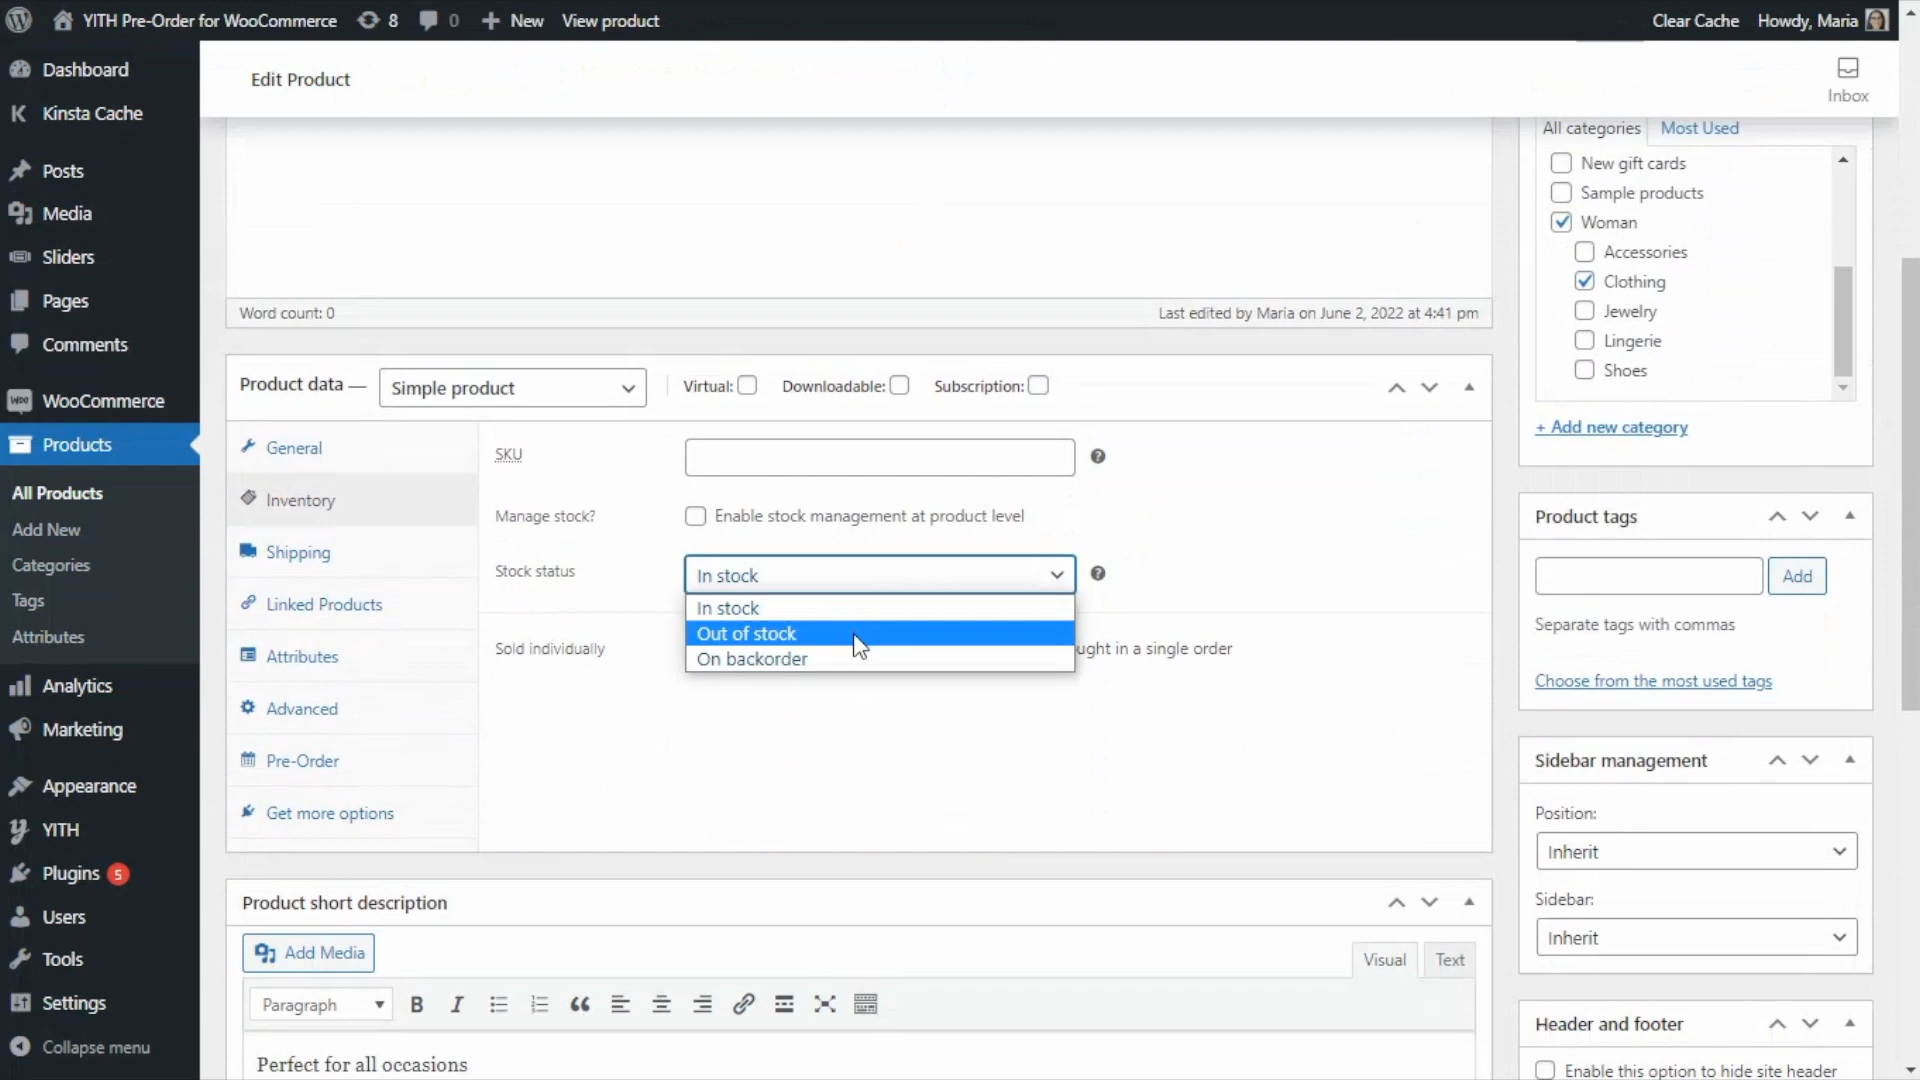 YITH Pre-Order for WooCommerce 8 0 New View product Clear Cache Howdy, Maria
Dashboard
Kinsta Cache
Posts
Media
Sliders
Pages
Comments
WooCommerce
Products
All Products
Add New
Categories
Tags
Attributes
Analytics
Marketing
Appearance
YITH
Plugins 5
Users
Tools
Settings
Collapse menu
Edit Product
Inbox
Word count: 0 Last edited by Maria on June 2, 2022 at 4:41 pm
Product data — Simple product Virtual: Downloadable: Subscription:
General
Inventory
Shipping
Linked Products
Attributes
Advanced
Pre-Order
Get more options
SKU
Manage stock? Enable stock management at product level
Stock status In stock
In stock
Out of stock
On backorder
Sold individually ught in a single order
Product short description
Add Media
Visual Text
Paragraph
Perfect for all occasions
All categories Most Used
New gift cards
Sample products
Woman
Accessories
Clothing
Jewelry
Lingerie
Shoes
+ Add new category
Product tags
Add
Separate tags with commas
Choose from the most used tags
Sidebar management
Position:
Inherit
Sidebar:
Inherit
Header and footer
Enable this option to hide site header